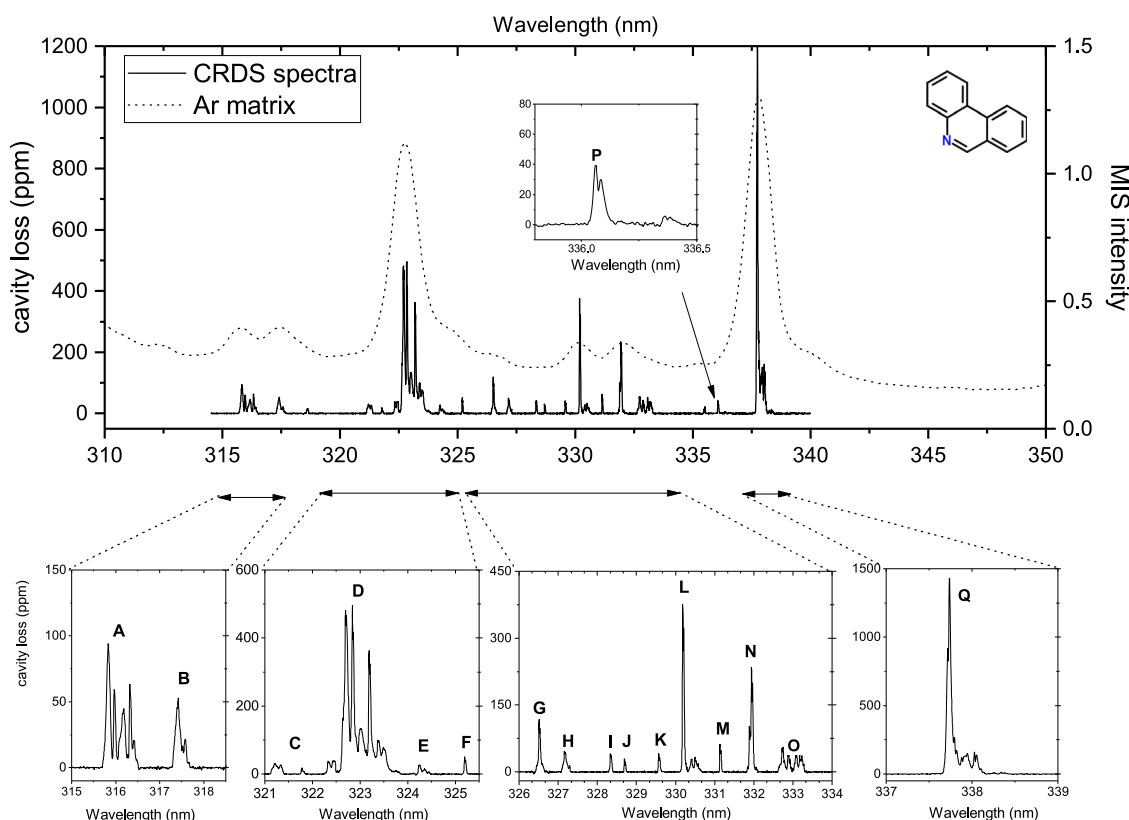 Wavelength (nm)
1200
1000
800
600
400
200
0
cavity loss (ppm)
CRDS spectra
Ar matrix
80
60
40
20
0
P
336.0
336.5
Wavelength (nm)
N
1.5
1.0
0.5
0.0
MIS intensity
310
315
320
325
330
335
340
345
350
150
100
50
0
cavity loss (ppm)
A
B
315
316
317
318
Wavelength (nm)
600
400
200
0
C
D
E
F
321
322
323
324
325
Wavelength (nm)
450
300
150
0
G
H
I
J
K
L
M
N
O
326
327
328
329
330
331
332
333
334
Wavelength (nm)
1500
1000
500
0
Q
337
338
339
Wavelength (nm)